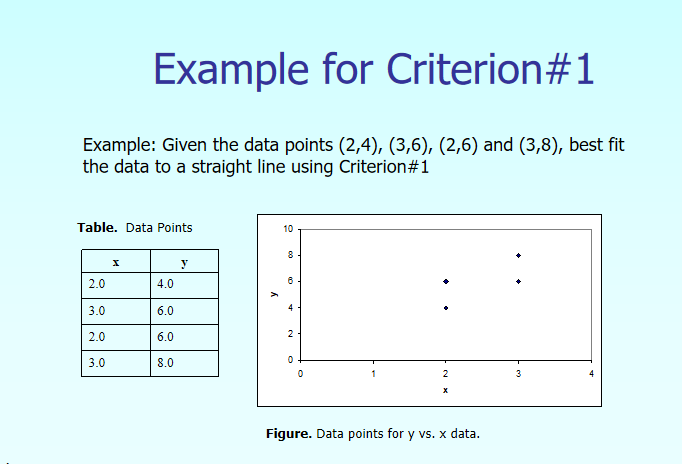 Example for Criterion#1
Example: Given the data points (2,4), (3,6), (2,6) and (3,8), best fit
the data to a straight line using Criterion#1
Table. Data Points
x y
2.0 4.0
3.0 6.0
2.0 6.0
3.0 8.0
10
8
6
4
2
0
y
0 1 2 3 4
x
Figure. Data points for y vs. x data.